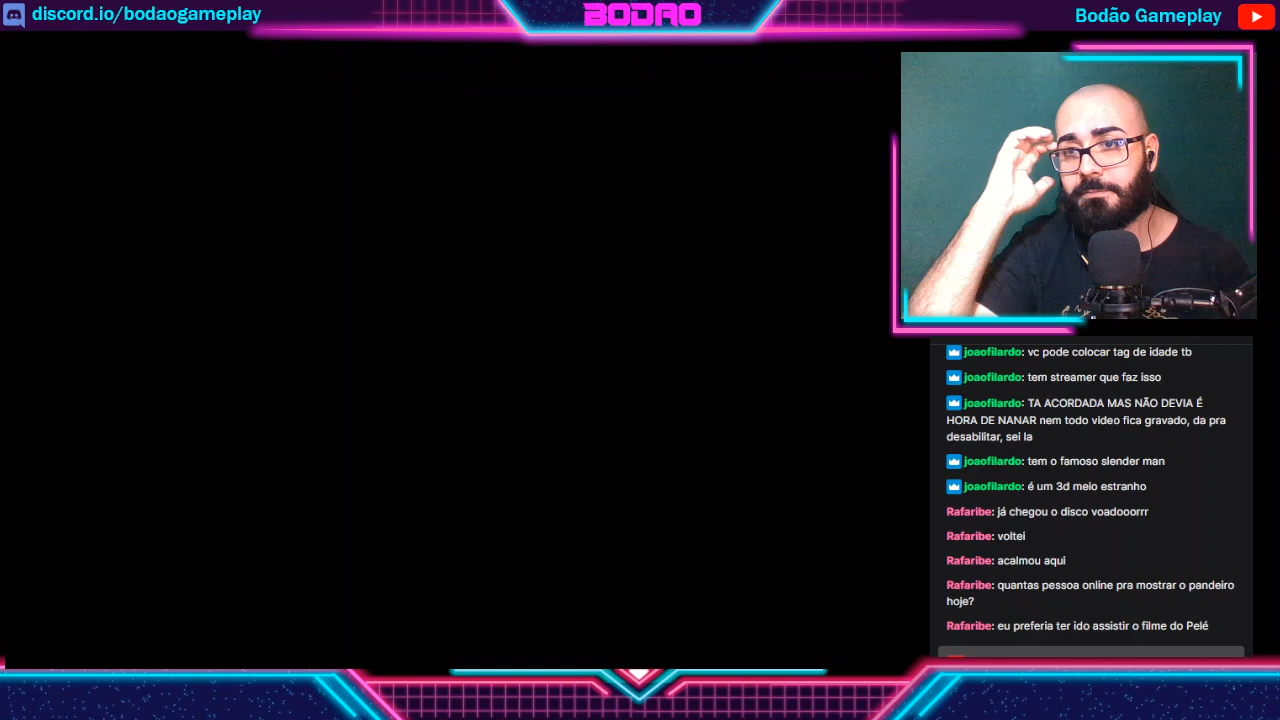 discord.io/bodaogameplay
BODAO
Bodão Gameplay
joaofilardo: vc pode colocar tag de idade tb
joaofilardo: tem streamer que faz isso
joaofilardo: TA ACORDADA MAS NÃO DEVIA É
HORA DE NANAR nem todo video fica gravado, da pra
desabilitar, sei la
joaofilardo: tem o famoso slender man
joaofilardo: é um 3d meio estranho
Rafaribe: já chegou o disco voadooorrr
Rafaribe: voltei
Rafaribe: acalmou aqui
Rafaribe: quantas pessoa online pra mostrar o pandeiro
hoje?
Rafaribe: eu preferia ter ido assistir o filme do Pelé